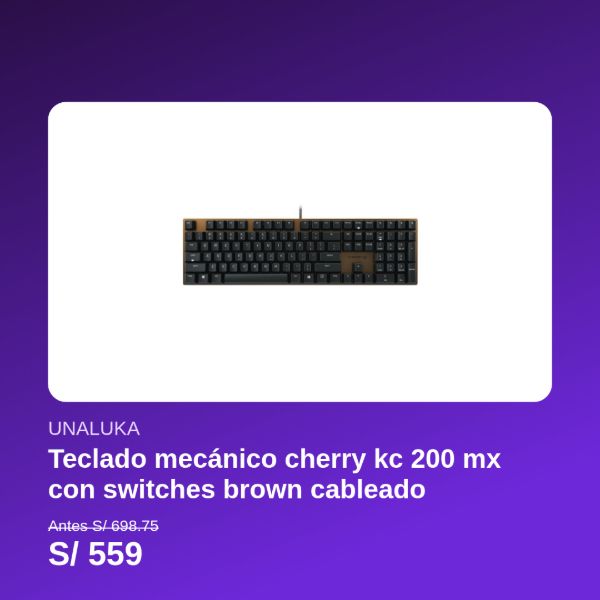 UNALUKA
Teclado mecánico cherry kc 200 mx
con switches brown cableado
Antes S/ 698.75
S/ 559